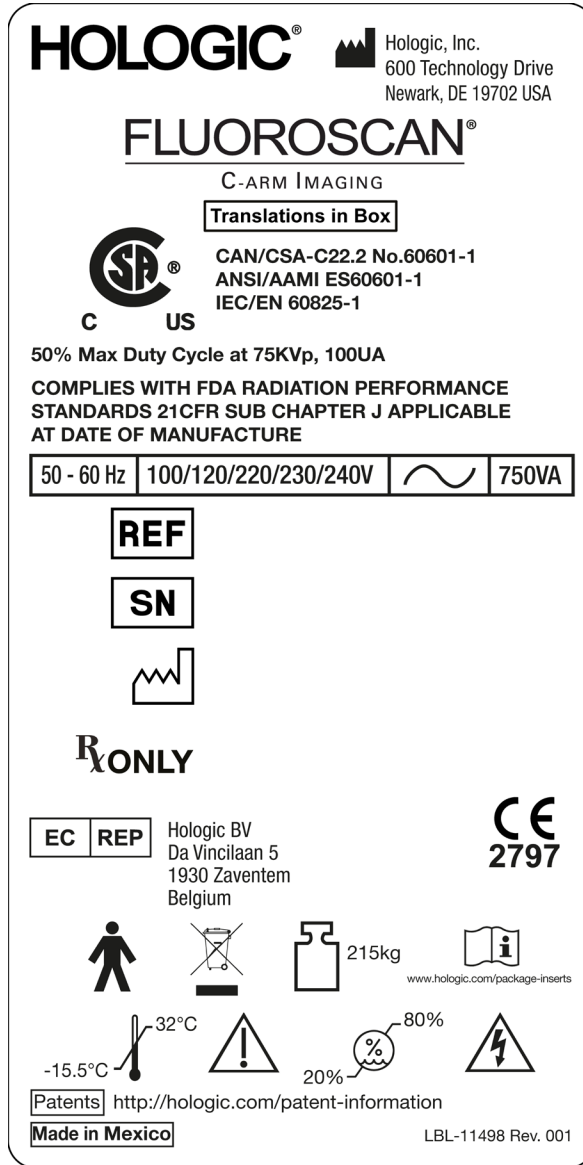 HOLOGIC®
Hologic, Inc.
600 Technology Drive
Newark, DE 19702 USA
FLUOROSCAN®
C-ARM IMAGING
Translations in Box
CSA ®
C US
CAN/CSA-C22.2 No.60601-1
ANSI/AAMI ES60601-1
IEC/EN 60825-1
50% Max Duty Cycle at 75KVp, 100UA
COMPLIES WITH FDA RADIATION PERFORMANCE
STANDARDS 21CFR SUB CHAPTER J APPLICABLE
AT DATE OF MANUFACTURE
50 - 60 Hz 100/120/220/230/240V 750VA
REF
SN
Rx ONLY
EC REP
Hologic BV
Da Vincilaan 5
1930 Zaventem
Belgium
CE
2797
215kg
i
www.hologic.com/package-inserts
32°C
-15.5°C
!
%
80%
20%
Patents http://hologic.com/patent-information
Made in Mexico
LBL-11498 Rev. 001